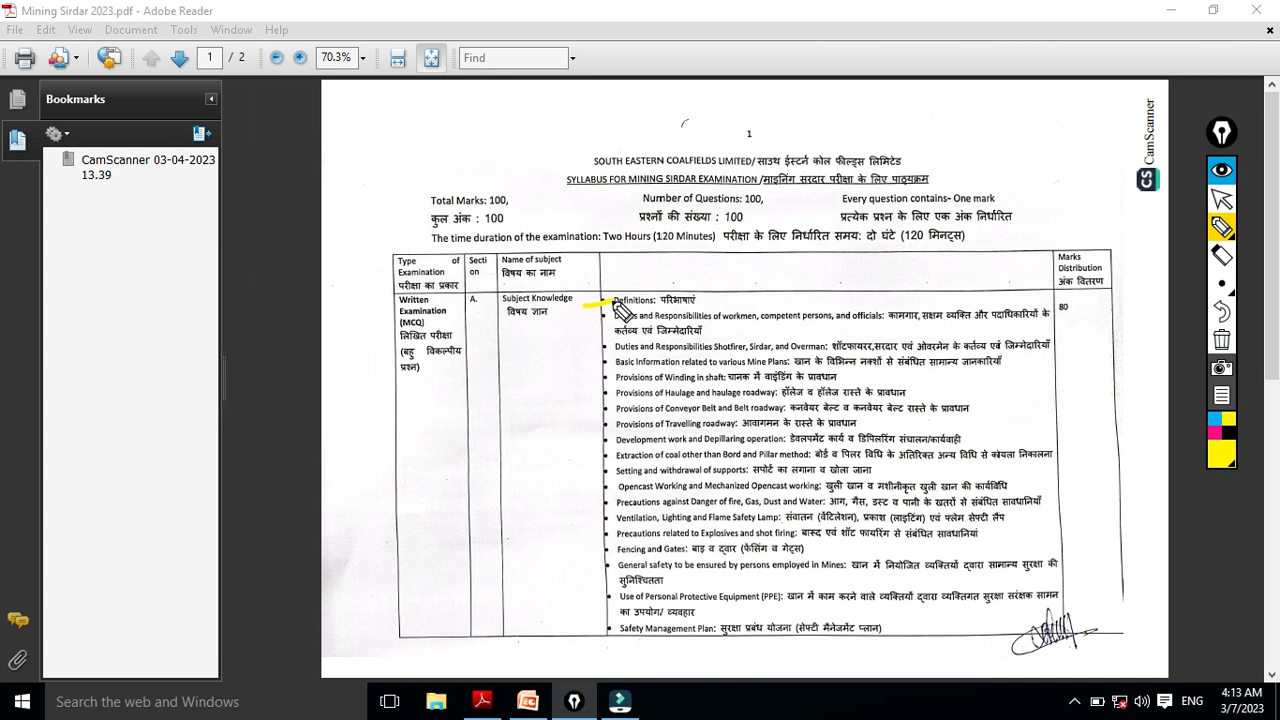 Mining Sirdar 2023.pdf - Adobe Reader
File Edit View Document Tools Window Help
1 / 2 70.3% Find
Bookmarks
CamScanner 03-04-2023
13.39
CS CamScanner
1
SOUTH EASTERN COALFIELDS LIMITED/साउथ ईस्टर्न कोल फील्ड्स लिमिटेड
SYLLABUS FOR MINING SIRDAR EXAMINATION /माइनिंग सरदार परीक्षा के लिए पाठ्यक्रम
Total Marks: 100, Number of Questions: 100, Every question contains- One mark
कुल अंक : 100 प्रश्नों की संख्या : 100 प्रत्येक प्रश्न के लिए एक अंक निर्धारित
The time duration of the examination: Two Hours (120 Minutes) परीक्षा के लिए निर्धारित समय: दो घंटे (120 मिनट्स)
Type of Examination परीक्षा का प्रकार
Secti on
Name of subject
विषय का नाम
Marks Distribution
अंक वितरण
Written Examination (MCQ)
लिखित परीक्षा
(बहु विकल्पीय प्रश्न)
A.
Subject Knowledge
विषय ज्ञान
80
Definitions: परिभाषाएं
and Responsibilities of workmen, competent persons, and officials: कामगार, सक्षम व्यक्ति और पदाधिकारियों के
कर्तव्य एवं जिम्मेदारियाँ
Duties and Responsibilities Shotfirer, Sirdar, and Overman: शॉटफायरर,सरदार एवं ओवरमेन के कर्तव्य एवं जिम्मेदारियाँ
Basic Information related to various Mine Plans: खान के विभिन्न नक्शों से संबंधित सामान्य जानकारियाँ
Provisions of Winding in shaft: चानक में वाइंडिंग के प्रावधान
Provisions of Haulage and haulage roadway: हॉलेज व हॉलेज रास्ते के प्रावधान
Provisions of Conveyor Belt and Belt roadway: कनवेयर बेल्ट व कनवेयर बेल्ट रास्ते के प्रावधान
Provisions of Travelling roadway: आवागमन के रास्ते के प्रावधान
Development work and Depillaring operation: डेवलपमेंट कार्य व डिपिलरिंग संचालन/कार्यवाही
Extraction of coal other than Bord and Pillar method: बोर्ड व पिलर विधि के अतिरिक्त अन्य विधि से कोयला निकालना
Setting and withdrawal of supports: सपोर्ट का लगाना व खोला जाना
Opencast Working and Mechanized Opencast working: खुली खान व मशीनीकृत खुली खान की कार्यविधि
Precautions against Danger of fire, Gas, Dust and Water: आग, गैस, डस्ट व पानी के खतरों से संबंधित सावधानियाँ
Ventilation, Lighting and Flame Safety Lamp: संवातन (वेंटिलेशन), प्रकाश (लाइटिंग) एवं फ्लेम सेफ्टी लैंप
Precautions related to Explosives and shot firing: बारूद एवं शॉट फायरिंग से संबंधित सावधानियां
Fencing and Gates: बाड़ व द्वार (फेंसिंग व गेट्स)
General safety to be ensured by persons employed in Mines: खान में नियोजित व्यक्तियों द्वारा सामान्य सुरक्षा की
सुनिश्चितता
Use of Personal Protective Equipment (PPE): खान में काम करने वाले व्यक्तियों द्वारा व्यक्तिगत सुरक्षा सरंक्षक सामन
का उपयोग/ व्यवहार
Safety Management Plan: सुरक्षा प्रबंध योजना (सेफ्टी मैनेजमेंट प्लान)
Type here to search
ENG
4:13 AM
3/7/2023